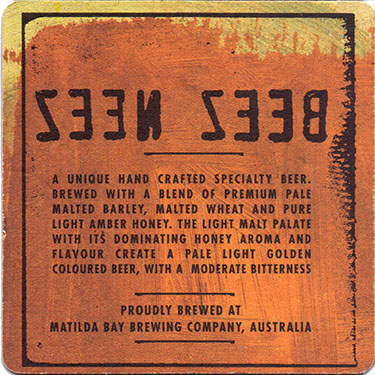 BEEZ NEEZ
A UNIQUE HAND CRAFTED SPECIALTY BEER.
BREWED WITH A BLEND OF PREMIUM PALE
MALTED BARLEY, MALTED WHEAT AND PURE
LIGHT AMBER HONEY. THE LIGHT MALT PALATE
WITH ITS DOMINATING HONEY AROMA AND
FLAVOUR CREATE A PALE LIGHT GOLDEN
COLOURED BEER, WITH A MODERATE BITTERNESS
PROUDLY BREWED AT
MATILDA BAY BREWING COMPANY, AUSTRALIA